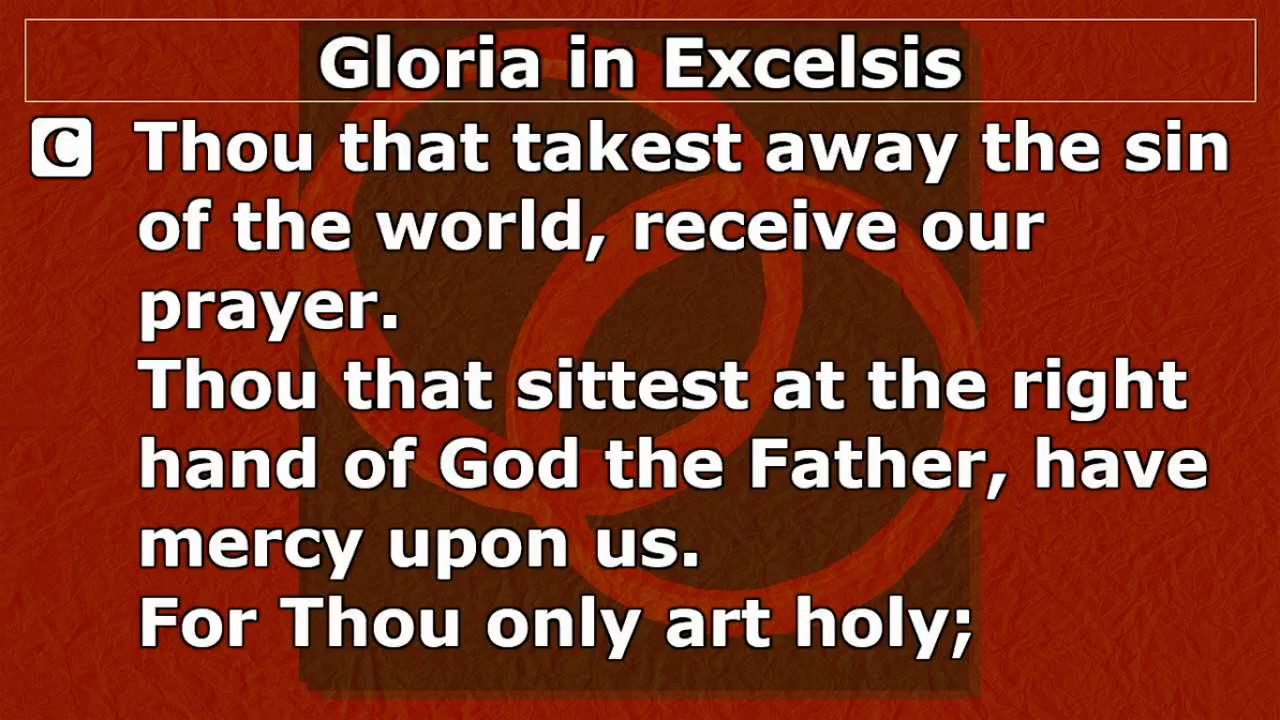 Gloria in Excelsis
C Thou that takest away the sin
of the world, receive our
prayer.
Thou that sittest at the right
hand of God the Father, have
mercy upon us.
For Thou only art holy;